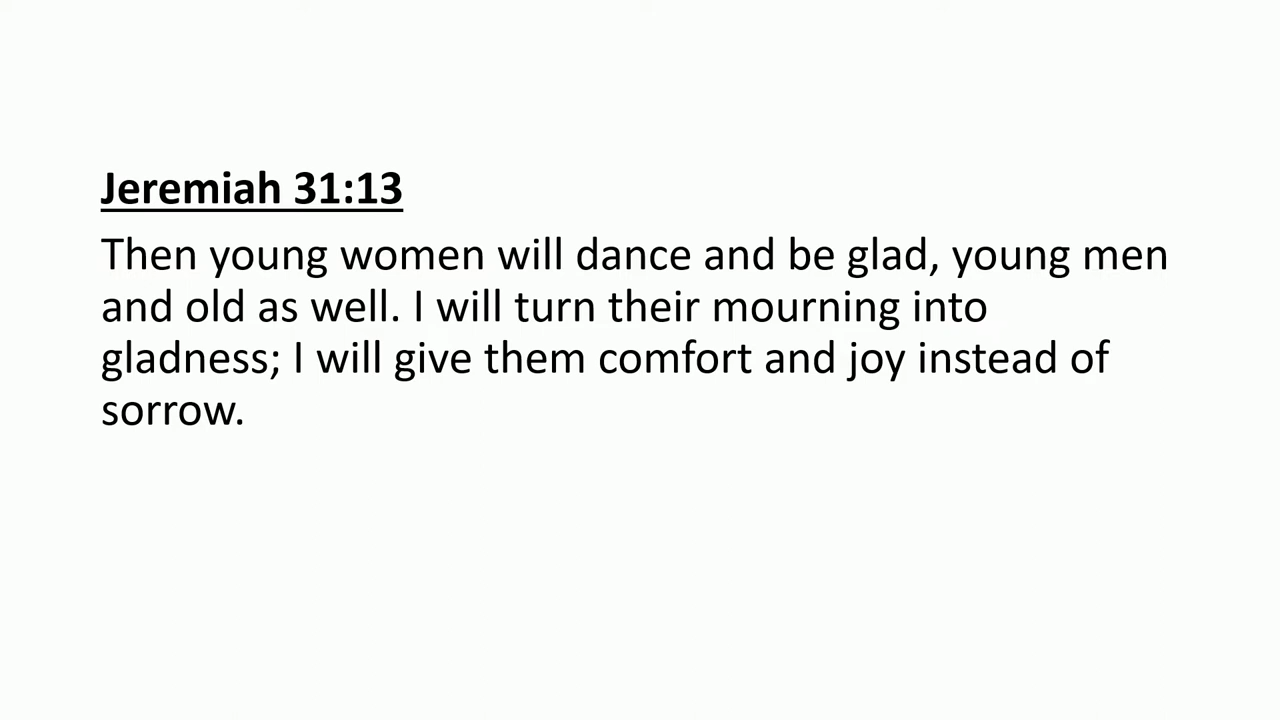 Jeremiah 31:13
Then young women will dance and be glad, young men
and old as well. I will turn their mourning into
gladness; I will give them comfort and joy instead of
sorrow.